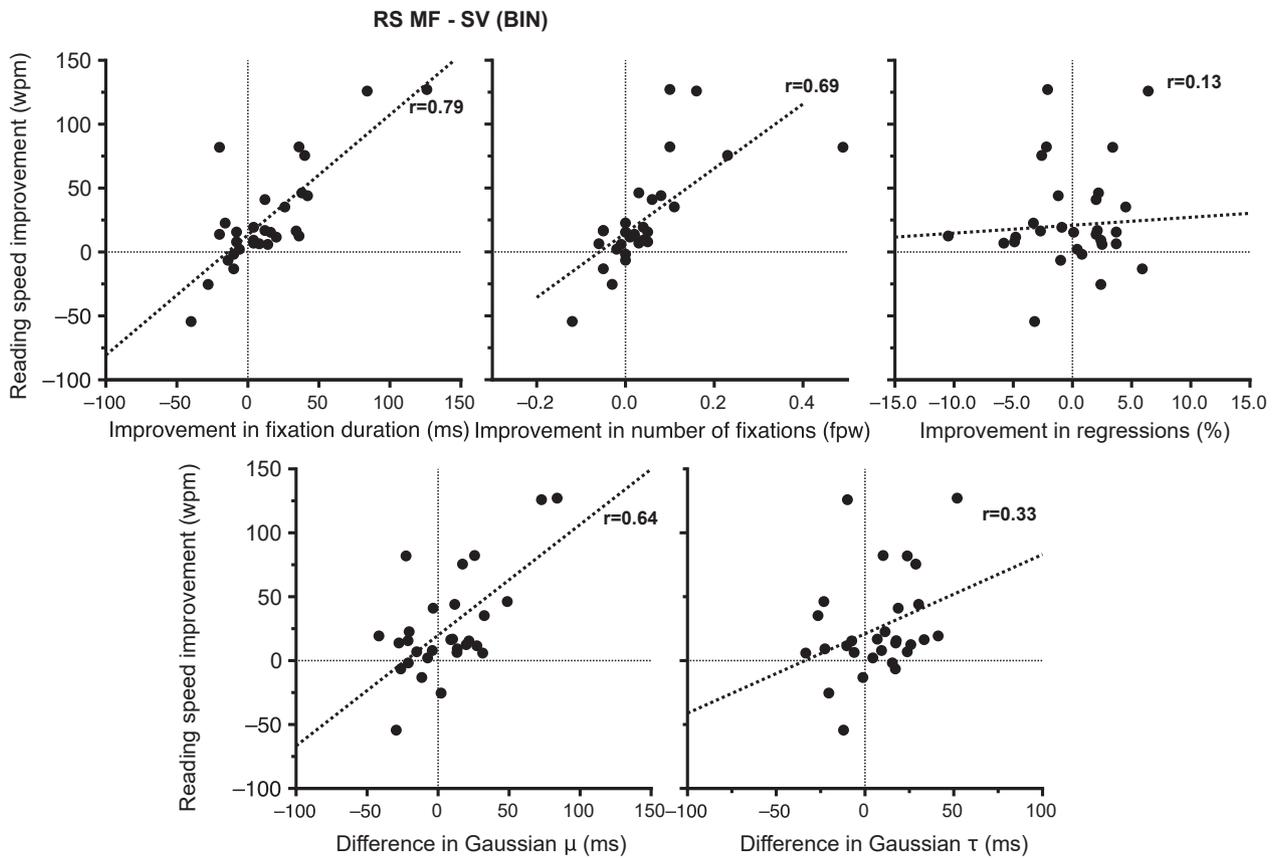 RS MF - SV (BIN)
Reading speed improvement (wpm)
150
100
50
0
−50
−100
r=0.79
−100 −50 0 50 100 150
Improvement in fixation duration (ms)
r=0.69
−0.2 0.0 0.2 0.4
Improvement in number of fixations (fpw)
r=0.13
−15.0 −10.0 −5.0 0.0 5.0 10.0 15.0
Improvement in regressions (%)
Reading speed improvement (wpm)
150
100
50
0
−50
−100
r=0.64
−100 −50 0 50 100 150
Difference in Gaussian μ (ms)
r=0.33
−100 −50 0 50 100
Difference in Gaussian τ (ms)